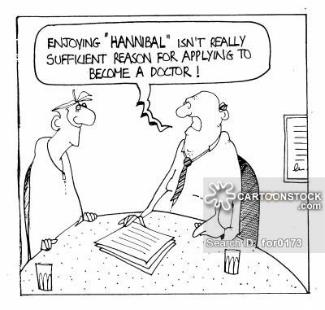 ENJOYING "HANNIBAL" ISN'T REALLY
SUFFICIENT REASON FOR APPLYING TO
BECOME A DOCTOR!
CARTOONSTOCK
.com
Search ID: for0173